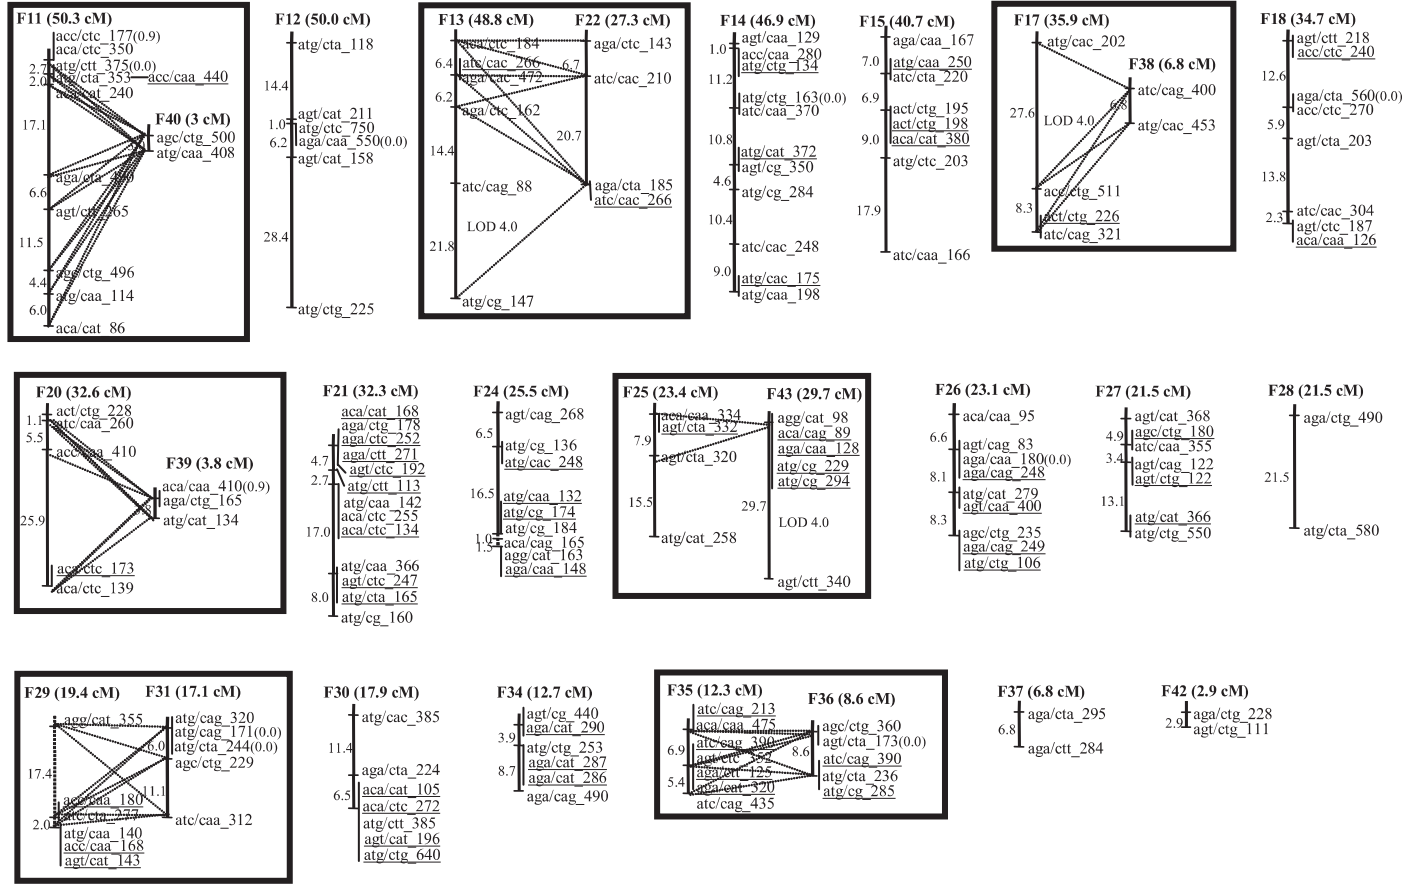 F11 (50.3 cM)
acc/ctc_177(0.9)
aca/ctc_350
atg/ctt_375(0.0)
atg/cta_353
acc/caa_440
aca/cat_240
2.0
17.1
6.6
agt/ctt_265
11.5
agc/ctg_496
4.4
atg/caa_114
6.0
aca/cat_86
F40 (3 cM)
agc/ctg_500
atg/caa_408
F12 (50.0 cM)
atg/cta_118
14.4
agt/cat_211
1.0
atg/ctc_750
6.2
aga/caa_550(0.0)
agt/cat_158
28.4
atg/ctg_225
F13 (48.8 cM)
aca/ctc_184
6.4
atc/cac_266
aga/cac_472
6.2
aga/ctc_162
14.4
atc/cag_88
LOD 4.0
21.8
atg/cg_147
F22 (27.3 cM)
aga/ctc_143
6.7
atc/cac_210
20.7
aga/cta_185
atc/cac_266
F14 (46.9 cM)
agt/caa_129
1.0
acc/caa_280
atg/ctg_134
11.2
atg/ctg_163(0.0)
atc/caa_370
10.8
atg/cat_372
agt/cg_350
4.6
atg/cg_284
10.4
atc/cac_248
9.0
atg/cac_175
atg/caa_198
F15 (40.7 cM)
aga/caa_167
7.0
atg/caa_250
atc/cta_220
6.9
act/ctg_195
act/ctg_198
9.0
aca/cat_380
atg/ctc_203
17.9
atc/caa_166
F17 (35.9 cM)
atg/cac_202
27.6
LOD 4.0
acc/ctg_511
8.3
act/ctg_226
atc/cag_321
F38 (6.8 cM)
atc/cag_400
6.8
atg/cac_453
F18 (34.7 cM)
agt/ctt_218
acc/ctc_240
12.6
aga/cta_560(0.0)
acc/ctc_270
5.9
agt/cta_203
13.8
atc/cac_304
2.3
agt/ctc_187
aca/caa_126
F20 (32.6 cM)
act/ctg_228
1.1
atc/caa_260
5.5
acc/caa_410
25.9
aca/ctc_173
aca/ctc_139
F39 (3.8 cM)
aca/caa_410(0.9)
aga/ctg_165
atg/cat_134
F21 (32.3 cM)
aca/cat_168
aga/ctg_178
aga/ctc_252
aga/ctt_271
4.7
agt/ctc_192
2.7
atg/ctt_113
atg/caa_142
aca/ctc_255
17.0
aca/ctc_134
atg/caa_366
agt/ctc_247
8.0
atg/cta_165
atg/cg_160
F24 (25.5 cM)
agt/cag_268
6.5
atg/cg_136
atg/cac_248
16.5
atg/caa_132
atg/cg_174
atg/cg_184
1.0
aca/cag_165
1.5
agg/cat_163
aga/caa_148
F25 (23.4 cM)
aca/caa_334
agt/cta_332
7.9
agt/cta_320
15.5
atg/cat_258
F43 (29.7 cM)
agg/cat_98
aca/cag_89
aga/caa_128
atg/cg_229
atg/cg_294
29.7
LOD 4.0
agt/ctt_340
F26 (23.1 cM)
aca/caa_95
6.6
agt/cag_83
aga/caa_180(0.0)
8.1
aga/cag_248
atg/cat_279
agt/caa_400
8.3
agc/ctg_235
aga/cag_249
atg/ctg_106
F27 (21.5 cM)
agt/cat_368
4.9
agc/ctg_180
atc/caa_355
3.4
agt/cag_122
agt/ctg_122
13.1
atg/cat_366
atg/ctg_550
F28 (21.5 cM)
aga/ctg_490
21.5
atg/cta_580
F29 (19.4 cM)
agg/cat_355
17.4
acc/caa_180
atc/cta_277
2.0
atg/caa_140
acc/caa_168
agt/cat_143
F31 (17.1 cM)
atg/cag_320
atg/cag_171(0.0)
6.0
atg/cta_244(0.0)
agc/ctg_229
11.1
atc/caa_312
F30 (17.9 cM)
atg/cac_385
11.4
aga/cta_224
6.5
aca/cat_105
aca/ctc_272
atg/ctt_385
agt/cat_196
atg/ctg_640
F34 (12.7 cM)
agt/cg_440
aga/cat_290
3.9
atg/ctg_253
aga/cat_287
8.7
aga/cat_286
aga/cag_490
F35 (12.3 cM)
atc/cag_213
aca/caa_475
atc/cag_390
6.9
agt/ctc_352
aga/ctt_125
5.4
aga/cat_320
atc/cag_435
F36 (8.6 cM)
agc/ctg_360
agt/cta_173(0.0)
8.6
atc/cag_390
atg/cta_236
atg/cg_285
F37 (6.8 cM)
aga/cta_295
6.8
aga/ctt_284
F42 (2.9 cM)
aga/ctg_228
2.9
agt/ctg_111